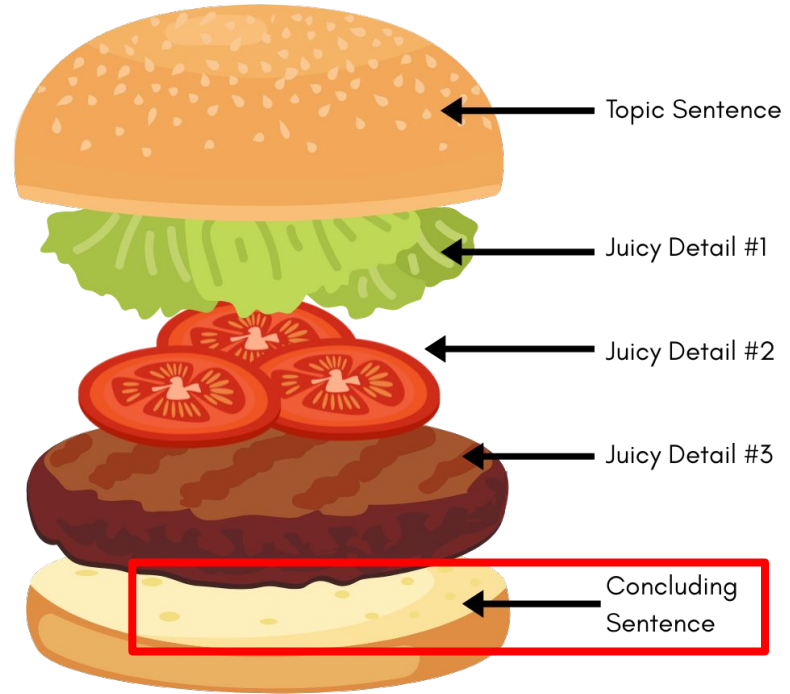 Topic Sentence
Juicy Detail #1
Juicy Detail #2
Juicy Detail #3
Concluding
Sentence